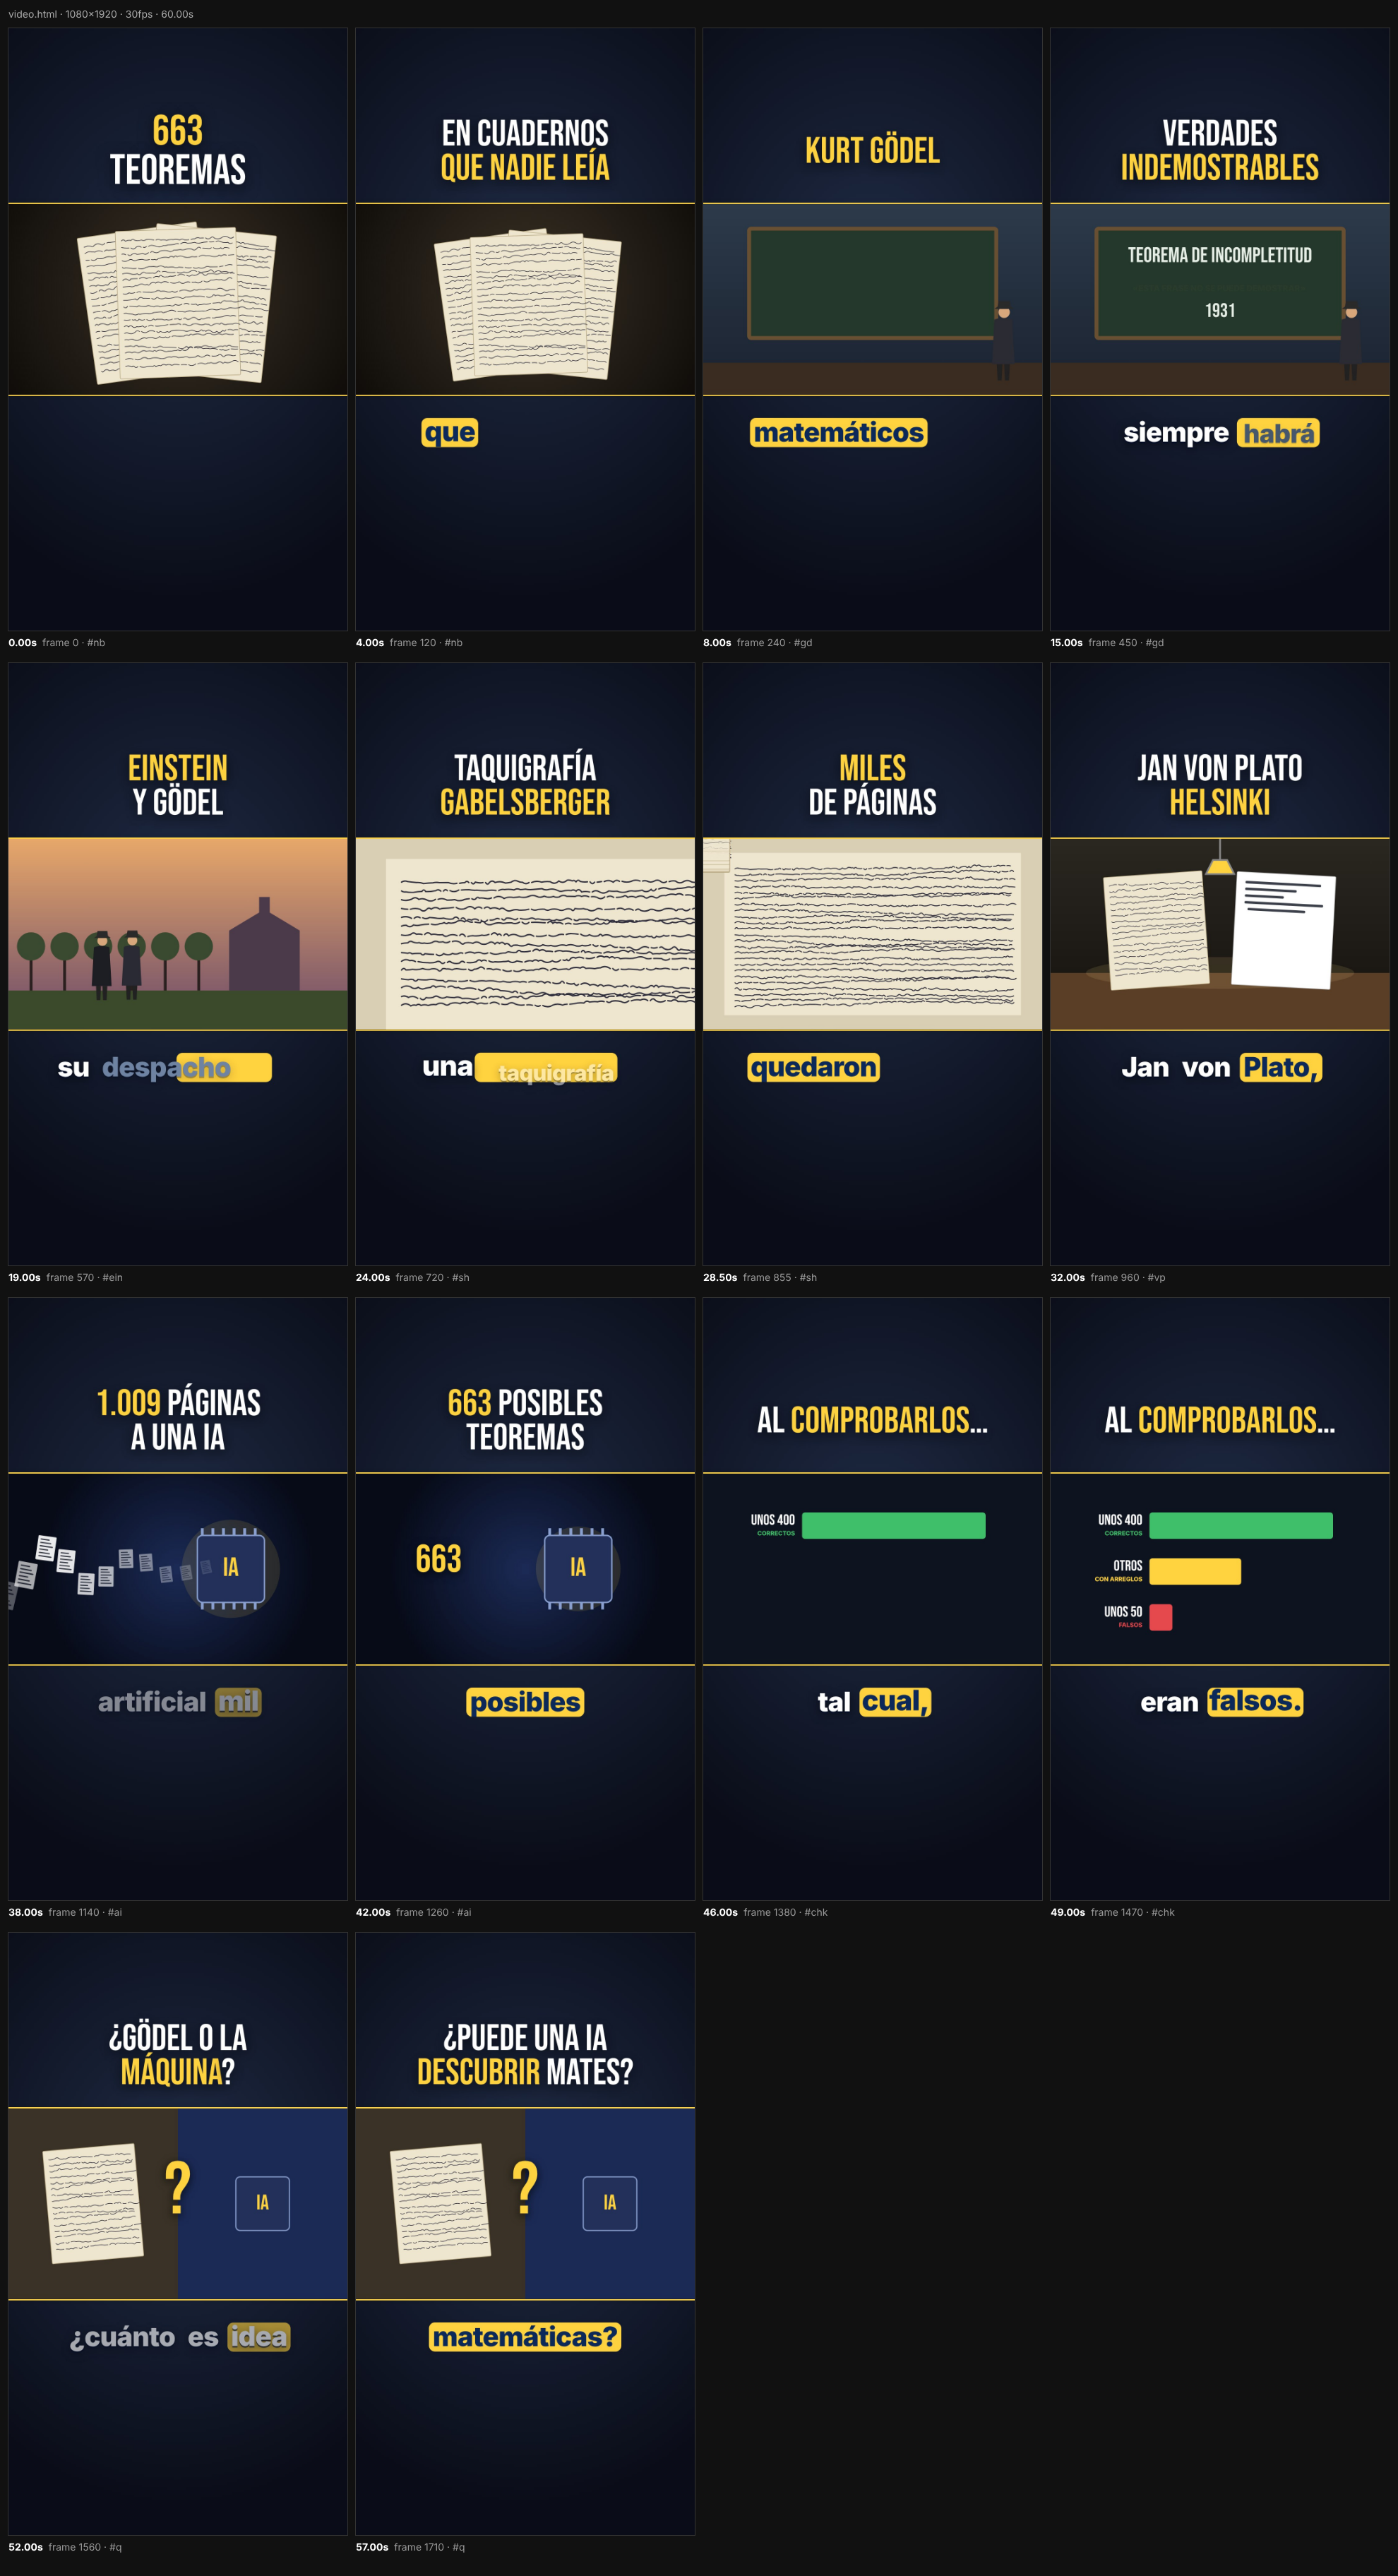 video.html · 1080×1920 · 30fps · 60.00s
663
TEOREMAS
0.00s frame 0 · #nb
EN CUADERNOS
QUE NADIE LEÍA
que
4.00s frame 120 · #nb
KURT GÖDEL
matemáticos
8.00s frame 240 · #gd
VERDADES
INDEMOSTRABLES
TEOREMA DE INCOMPLETITUD
1931
siempre habrá
15.00s frame 450 · #gd
EINSTEIN
Y GÖDEL
su despacho
19.00s frame 570 · #ein
TAQUIGRAFÍA
GABELSBERGER
una taquigrafía
24.00s frame 720 · #sh
MILES
DE PÁGINAS
quedaron
28.50s frame 855 · #sh
JAN VON PLATO
HELSINKI
Jan von Plato,
32.00s frame 960 · #vp
1.009 PÁGINAS
A UNA IA
IA
artificial mil
38.00s frame 1140 · #ai
663 POSIBLES
TEOREMAS
663
IA
posibles
42.00s frame 1260 · #ai
AL COMPROBARLOS...
UNOS 400
CORRECTOS
tal cual,
46.00s frame 1380 · #chk
AL COMPROBARLOS...
UNOS 400
CORRECTOS
OTROS
CON ARREGLOS
UNOS 50
FALSOS
eran falsos.
49.00s frame 1470 · #chk
¿GÖDEL O LA
MÁQUINA?
?
IA
¿cuánto es idea
52.00s frame 1560 · #q
¿PUEDE UNA IA
DESCUBRIR MATES?
?
IA
matemáticas?
57.00s frame 1710 · #q